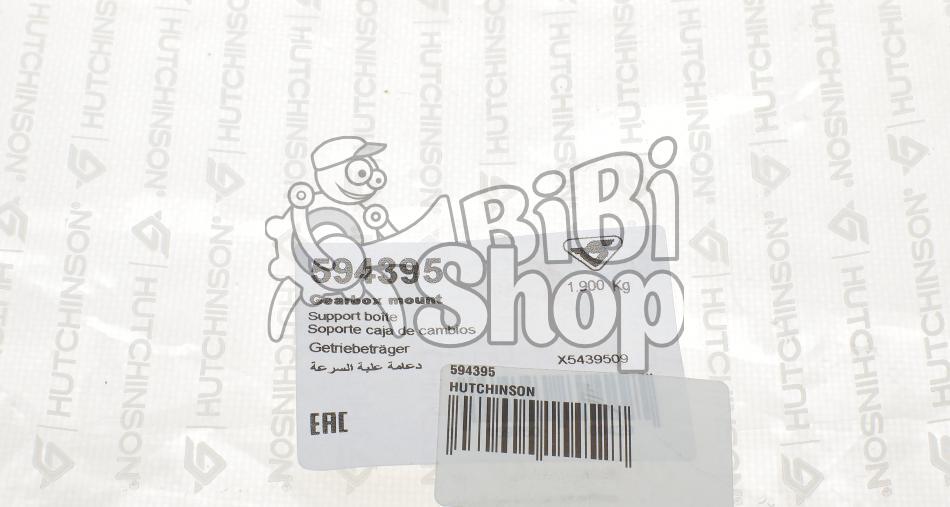 HUTCHINSON
BiBi
Shop
594395
1,900 Kg
Gearbox mount
Support boîte
Soporte caja de cambios
Getriebeträger
X5439509
دعامة علبة السرعة
EAC
594395
HUTCHINSON